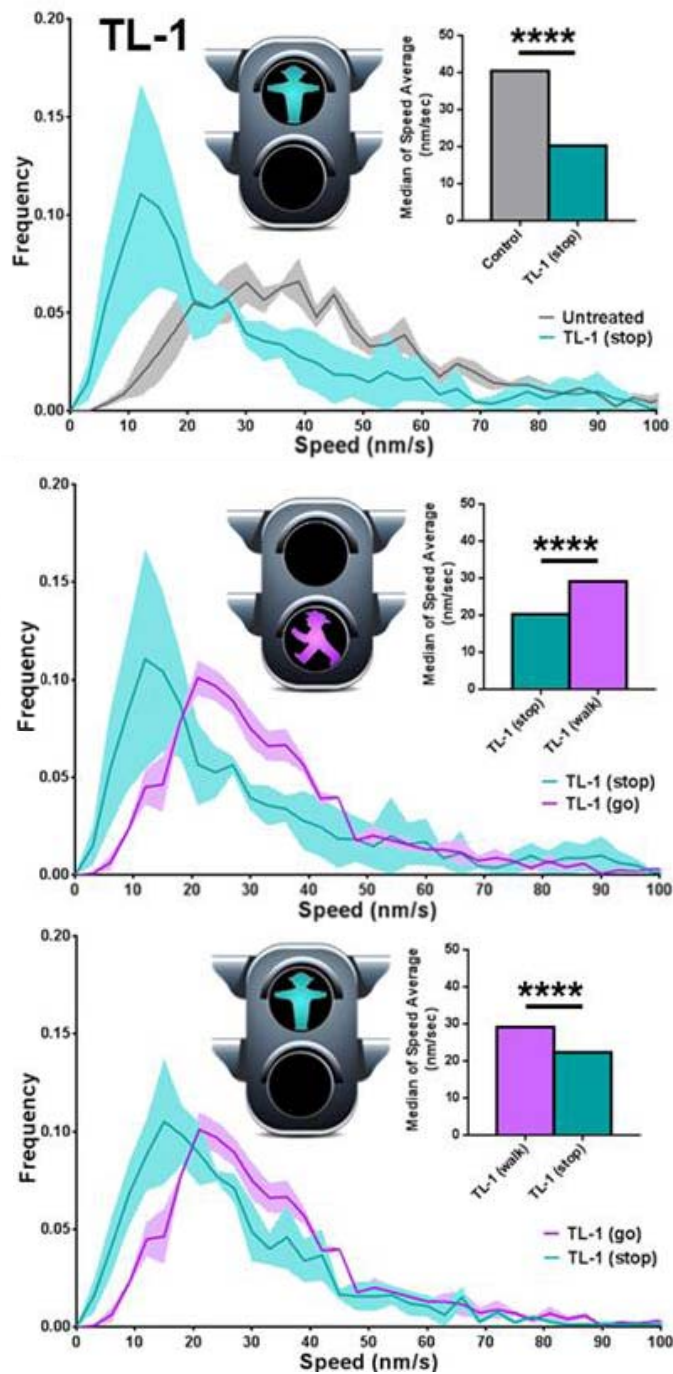 TL-1
0.20
0.15
0.10
0.05
0.00
Frequency
0 10 20 30 40 50 60 70 80 90 100
Speed (nm/s)
****
50
40
30
20
10
0
Median of Speed Average
(nm/sec)
Control
TL-1 (stop)
Untreated
TL-1 (stop)
0.20
0.15
0.10
0.05
0.00
Frequency
0 10 20 30 40 50 60 70 80 90 100
Speed (nm/s)
50
40
30
20
10
0
Median of Speed Average
(nm/sec)
****
TL-1 (stop)
TL-1 (walk)
TL-1 (stop)
TL-1 (go)
0.20
0.15
0.10
0.05
0.00
Frequency
0 10 20 30 40 50 60 70 80 90 100
Speed (nm/s)
50
40
30
20
10
0
Median of Speed Average
(nm/sec)
****
TL-1 (walk)
TL-1 (stop)
TL-1 (go)
TL-1 (stop)